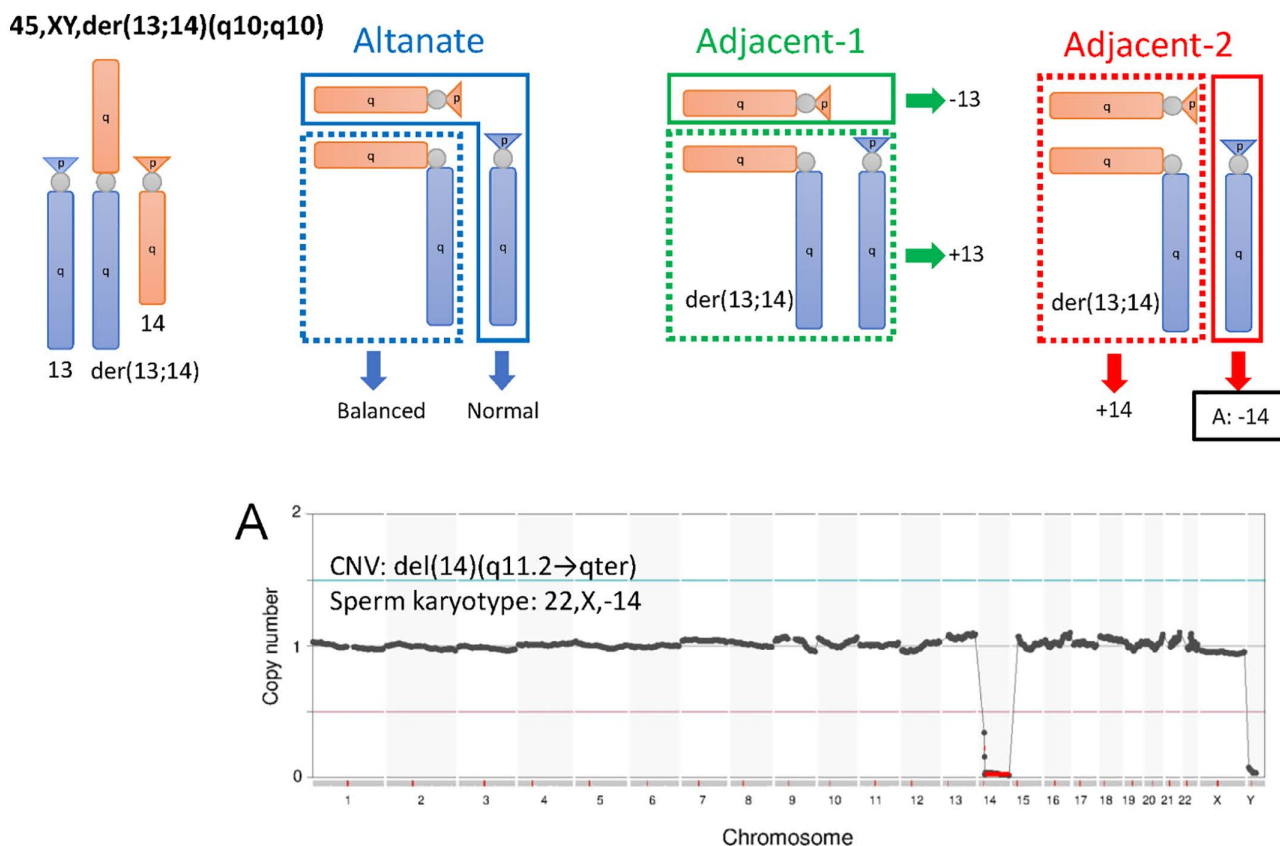 45,XY,der(13;14)(q10;q10)
Altanate
Adjacent-1
Adjacent-2
q
p
p
q
q
q
13
der(13;14)
14
q
p
q
p
q
q
Balanced
Normal
q
p
-13
q
p
q
q
der(13;14)
+13
q
p
q
p
q
q
der(13;14)
+14
A: -14
A
CNV: del(14)(q11.2→qter)
Sperm karyotype: 22,X,-14
Copy number
2
1
0
1 2 3 4 5 6 7 8 9 10 11 12 13 14 15 16 17 18 19 20 21 22 X Y
Chromosome